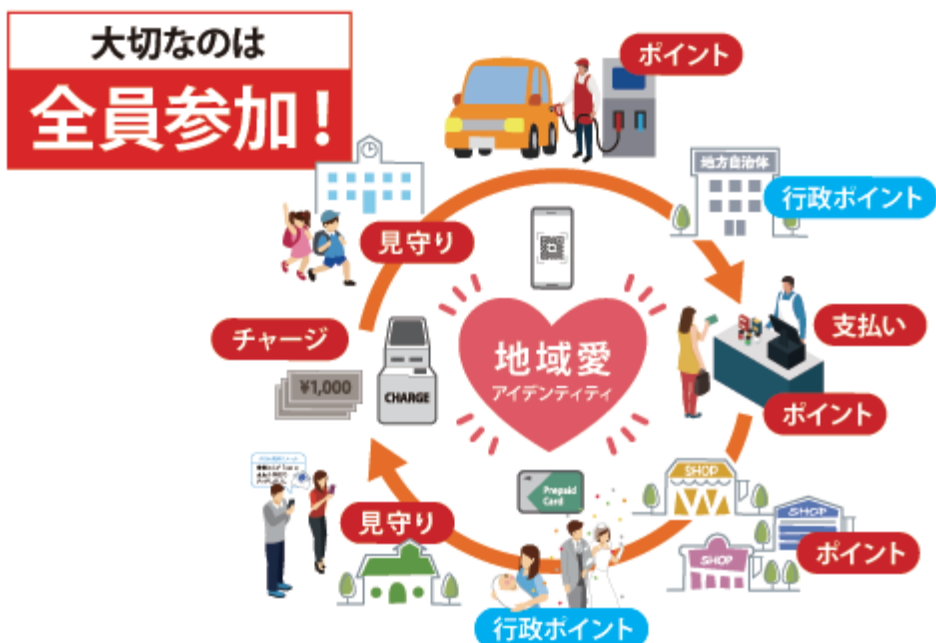 大切なのは
全員参加！
ポイント
地方自治体
行政ポイント
見守り
チャージ
¥1,000
CHARGE
地域愛
アイデンティティ
支払い
ポイント
Prepaid
Card
SHOP
SHOP
SHOP
ポイント
見守り
行政ポイント